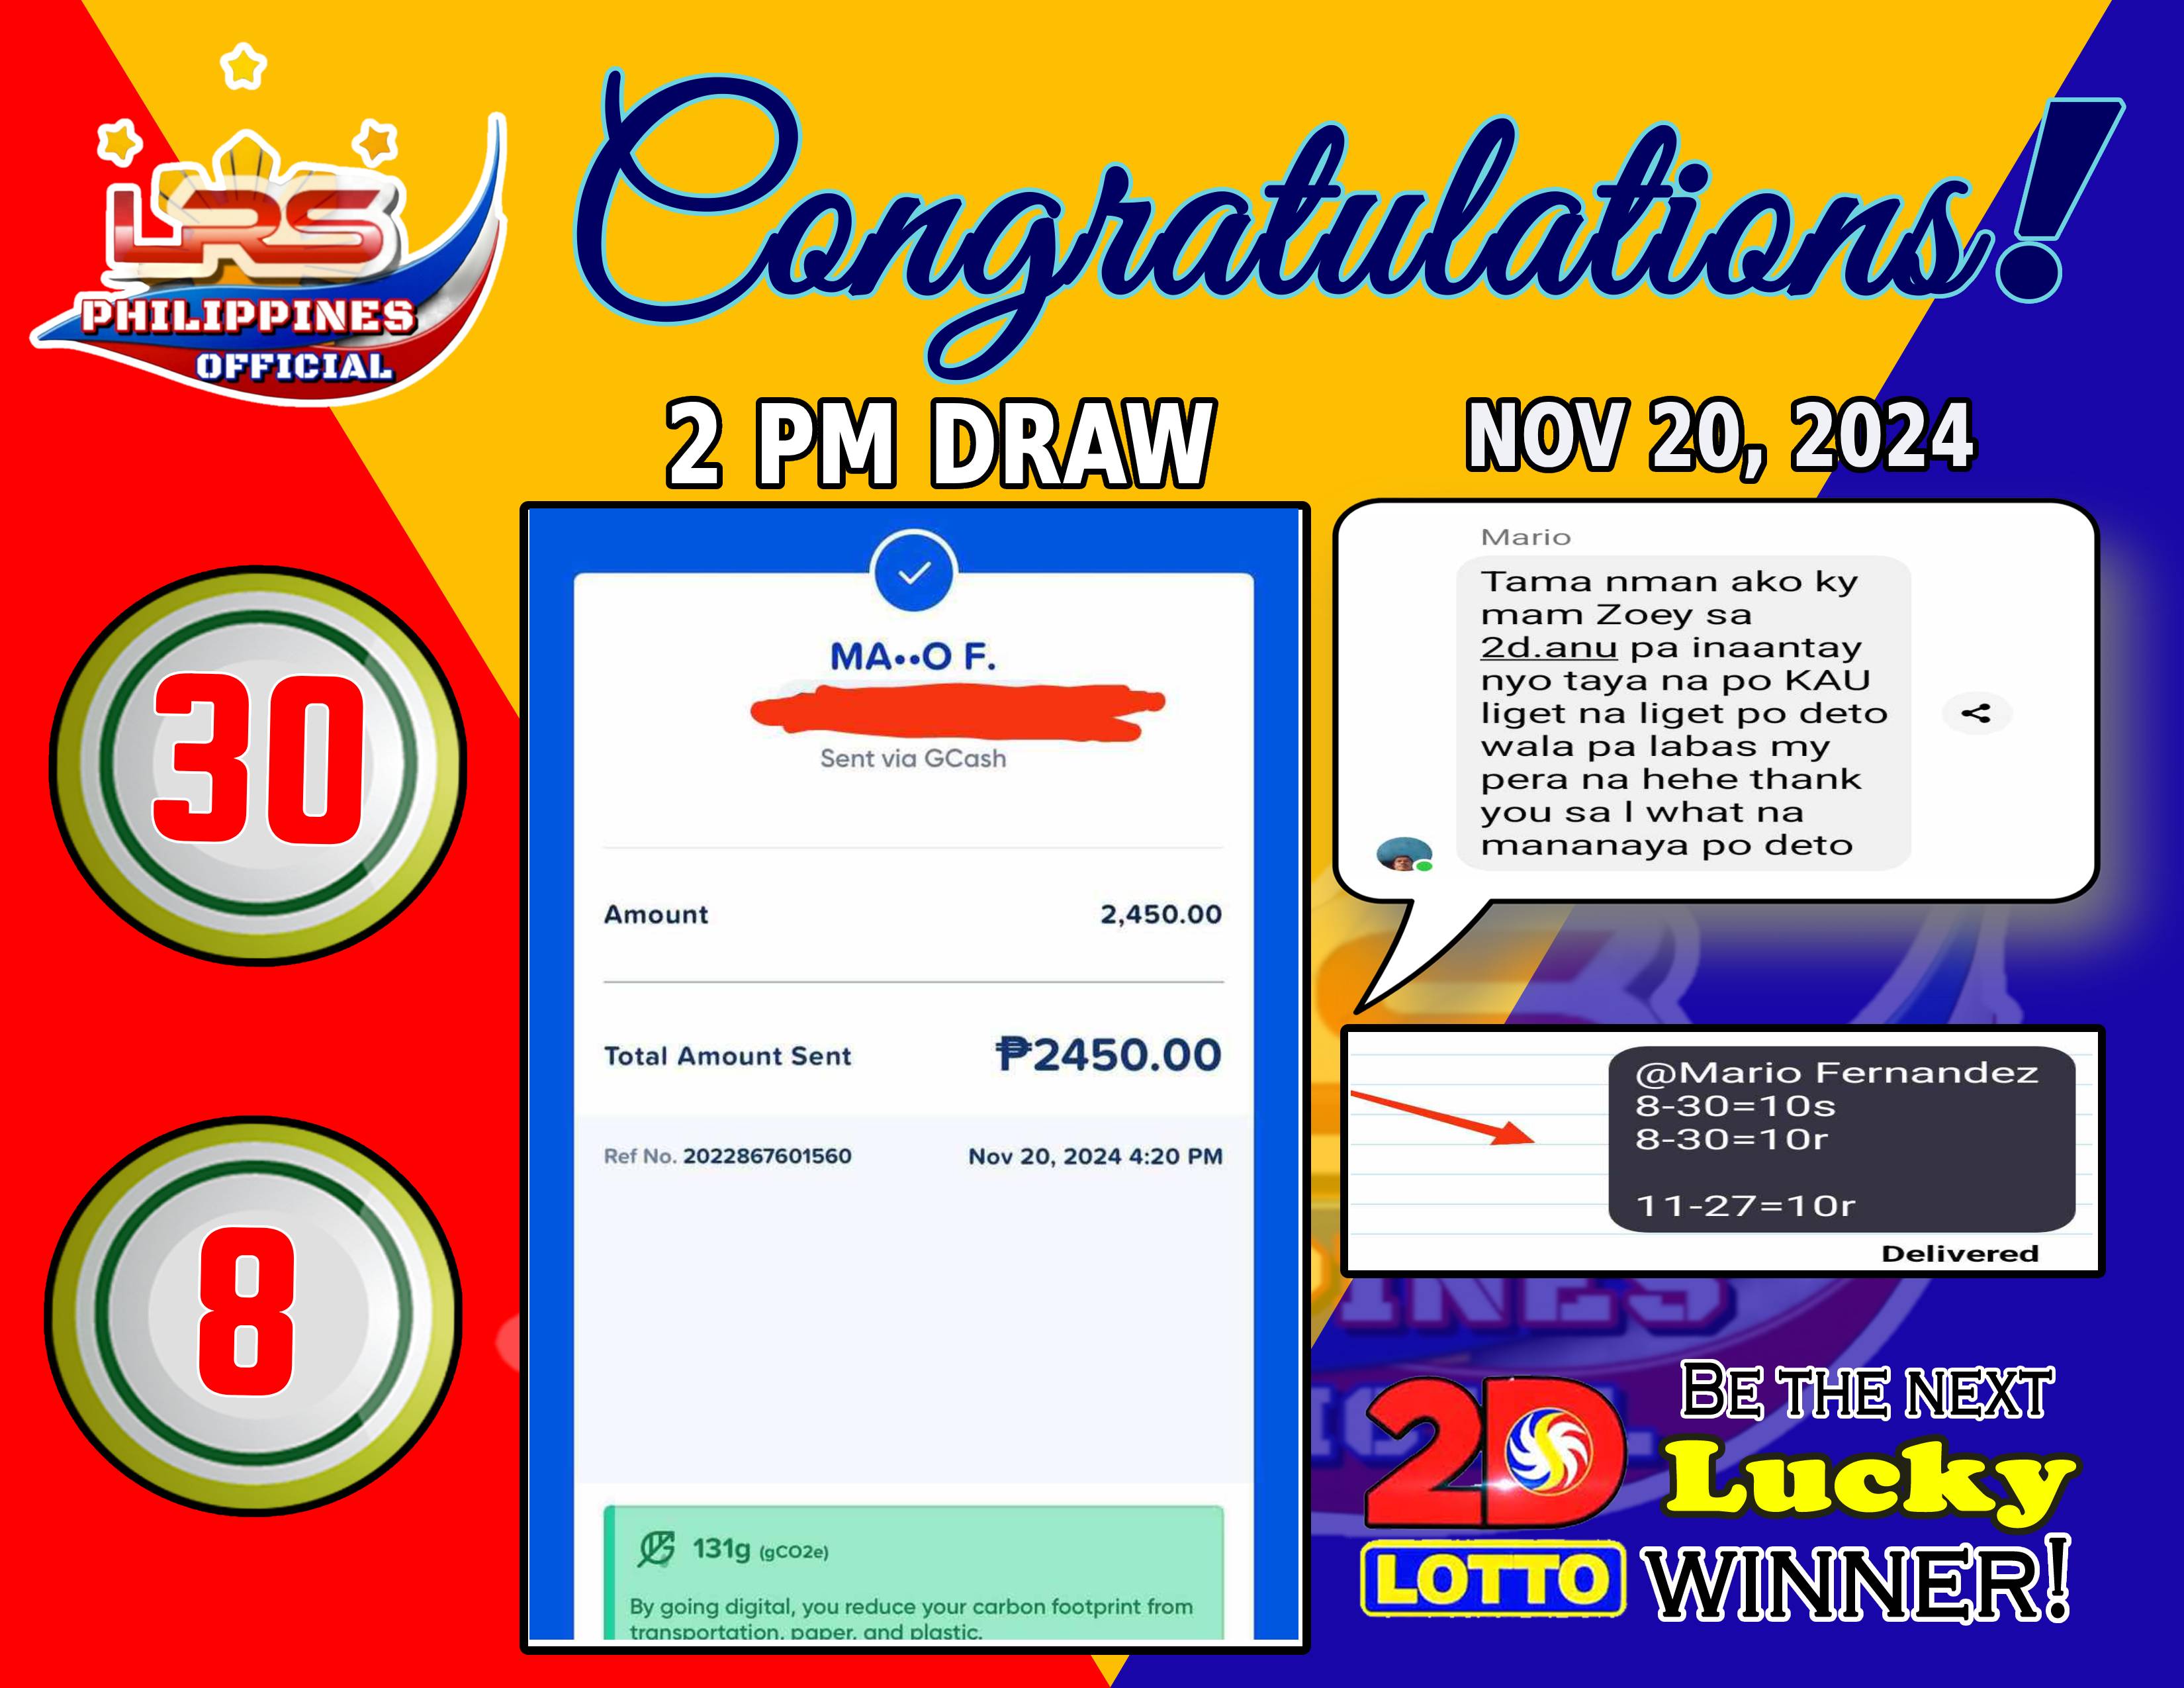 LRS
PHILIPPINES
OFFICIAL
Congratulations!
2 PM DRAW
NOV 20, 2024
30
8
MA••O F.
Sent via GCash
Amount 2,450.00
Total Amount Sent ₱2450.00
Ref No. 2022867601560 Nov 20, 2024 4:20 PM
131g (gCO2e)
By going digital, you reduce your carbon footprint from
transportation, paper, and plastic.
Mario
Tama nman ako ky
mam Zoey sa
2d.anu pa inaantay
nyo taya na po KAU
liget na liget po deto
wala pa labas my
pera na hehe thank
you sa l what na
mananaya po deto
@Mario Fernandez
8-30=10s
8-30=10r
11-27=10r
Delivered
2D
LOTTO
BE THE NEXT
Lucky
WINNER!